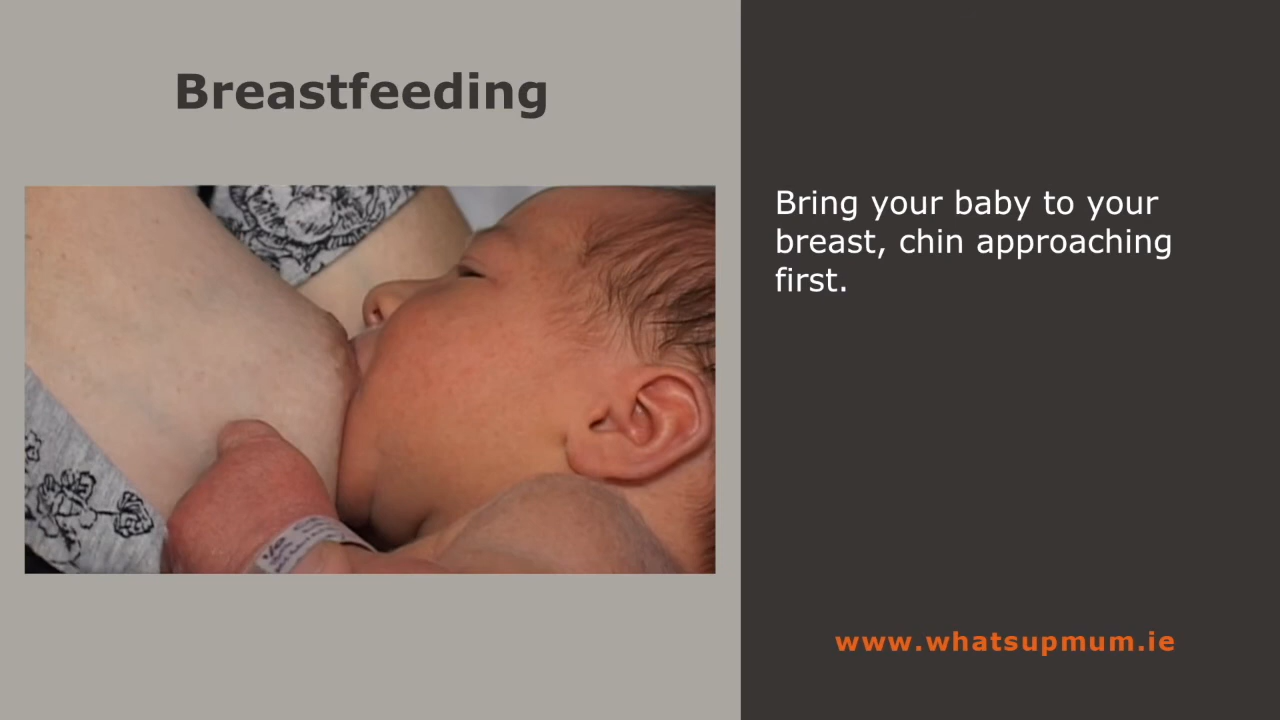 Breastfeeding
Bring your baby to your
breast, chin approaching
first.
www.whatsupmum.ie